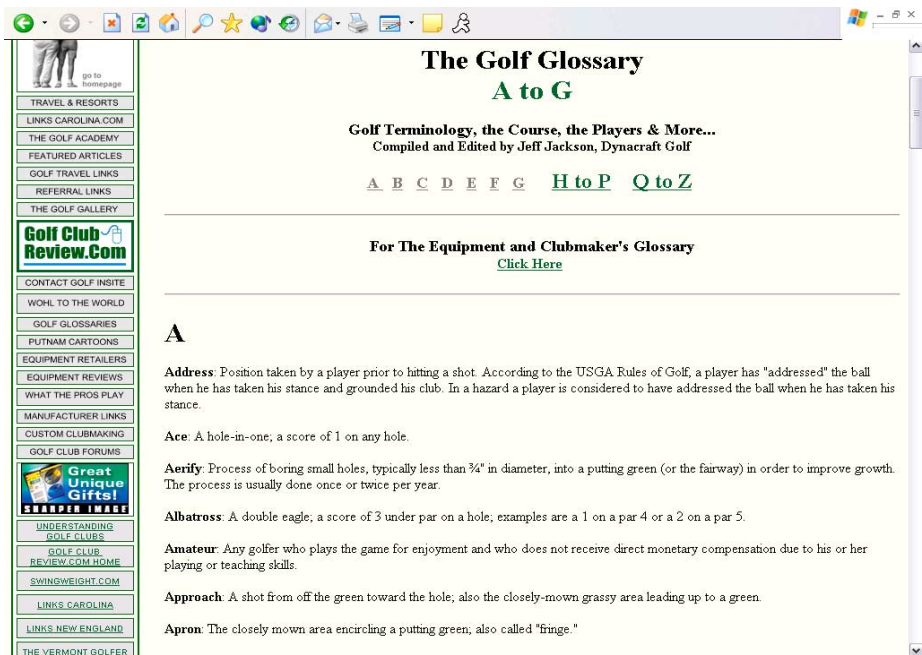 go to
homepage
TRAVEL & RESORTS
LINKS CAROLINA.COM
THE GOLF ACADEMY
FEATURED ARTICLES
GOLF TRAVEL LINKS
REFERRAL LINKS
THE GOLF GALLERY
Golf Club
Review.Com
CONTACT GOLF INSITE
WOHL TO THE WORLD
GOLF GLOSSARIES
PUTNAM CARTOONS
EQUIPMENT RETAILERS
EQUIPMENT REVIEWS
WHAT THE PROS PLAY
MANUFACTURER LINKS
CUSTOM CLUBMAKING
GOLF CLUB FORUMS
Great
Unique
Gifts!
SHARPER IMAGE
UNDERSTANDING
GOLF CLUBS
GOLF CLUB
REVIEW.COM HOME
SWINGWEIGHT.COM
LINKS CAROLINA
LINKS NEW ENGLAND
THE VERMONT GOLFER
The Golf Glossary
A to G
Golf Terminology, the Course, the Players & More...
Compiled and Edited by Jeff Jackson, Dynacraft Golf
A B C D E F G H to P Q to Z
For The Equipment and Clubmaker's Glossary
Click Here
A
Address: Position taken by a player prior to hitting a shot. According to the USGA Rules of Golf, a player has "addressed" the ball
when he has taken his stance and grounded his club. In a hazard a player is considered to have addressed the ball when he has taken his
stance.
Ace: A hole-in-one; a score of 1 on any hole.
Aerify: Process of boring small holes, typically less than ¾" in diameter, into a putting green (or the fairway) in order to improve growth.
The process is usually done once or twice per year.
Albatross: A double eagle; a score of 3 under par on a hole; examples are a 1 on a par 4 or a 2 on a par 5.
Amateur: Any golfer who plays the game for enjoyment and who does not receive direct monetary compensation due to his or her
playing or teaching skills.
Approach: A shot from off the green toward the hole; also the closely-mown grassy area leading up to a green.
Apron: The closely mown area encircling a putting green; also called "fringe."